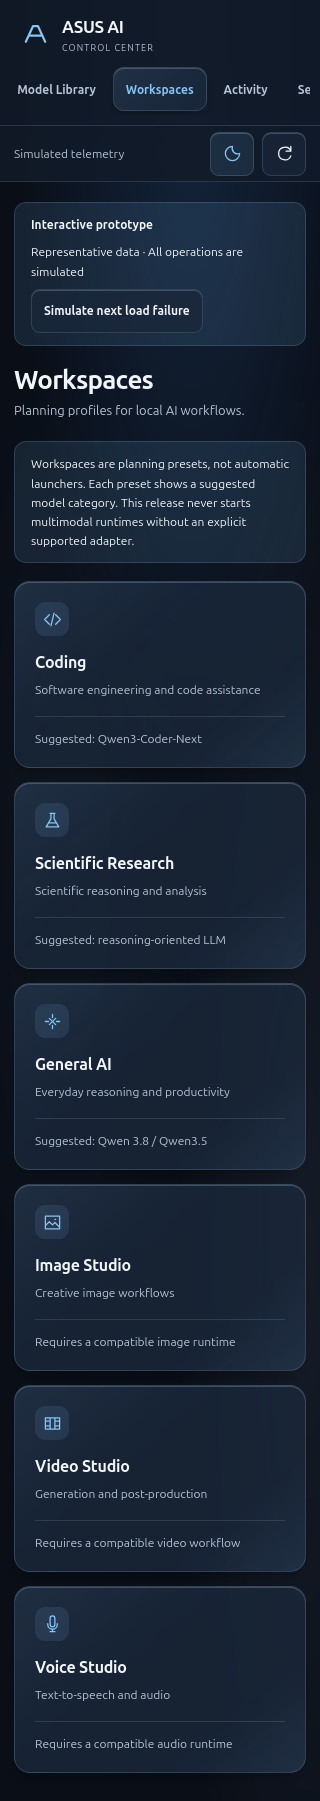 ASUS AI
CONTROL CENTER
Model Library Workspaces Activity Se
Simulated telemetry
Interactive prototype
Representative data · All operations are
simulated
Simulate next load failure
Workspaces
Planning profiles for local AI workflows.
Workspaces are planning presets, not automatic
launchers. Each preset shows a suggested
model category. This release never starts
multimodal runtimes without an explicit
supported adapter.
Coding
Software engineering and code assistance
Suggested: Qwen3-Coder-Next
Scientific Research
Scientific reasoning and analysis
Suggested: reasoning-oriented LLM
General AI
Everyday reasoning and productivity
Suggested: Qwen 3.8 / Qwen3.5
Image Studio
Creative image workflows
Requires a compatible image runtime
Video Studio
Generation and post-production
Requires a compatible video workflow
Voice Studio
Text-to-speech and audio
Requires a compatible audio runtime